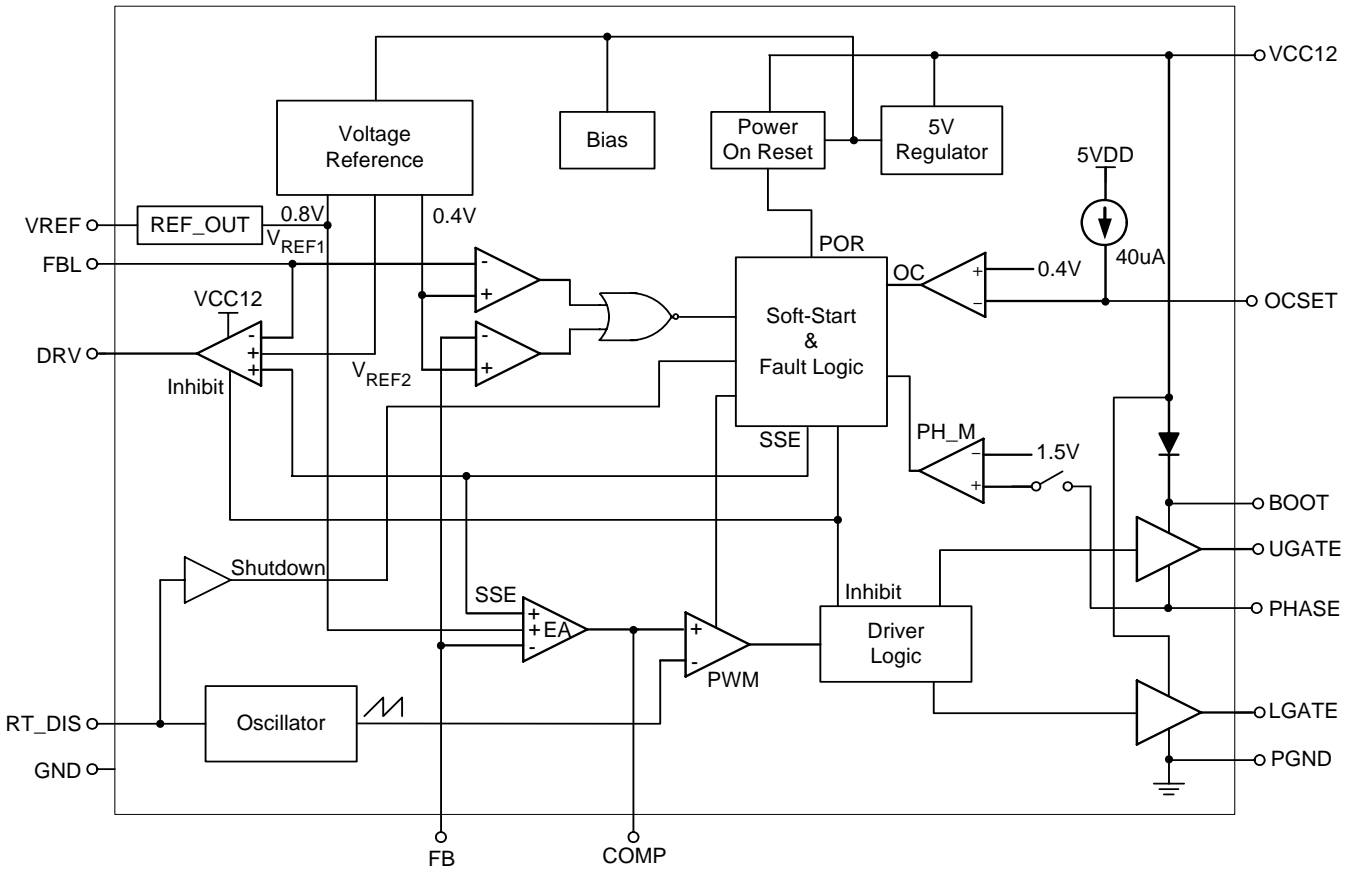 VCC12
Voltage
Reference
Bias
Power
On Reset
5V
Regulator
5VDD
40uA
VREF
REF_OUT
0.8V
VREF1
0.4V
FBL
VCC12
-
+
-
+
POR
OC
+
-
0.4V
OCSET
Soft-Start
&
Fault Logic
DRV
-
+
+
Inhibit
VREF2
SSE
PH_M
-
+
1.5V
BOOT
UGATE
Shutdown
SSE
+
+
-
EA
+
-
PWM
Inhibit
Driver
Logic
PHASE
RT_DIS
Oscillator
LGATE
GND
PGND
FB
COMP